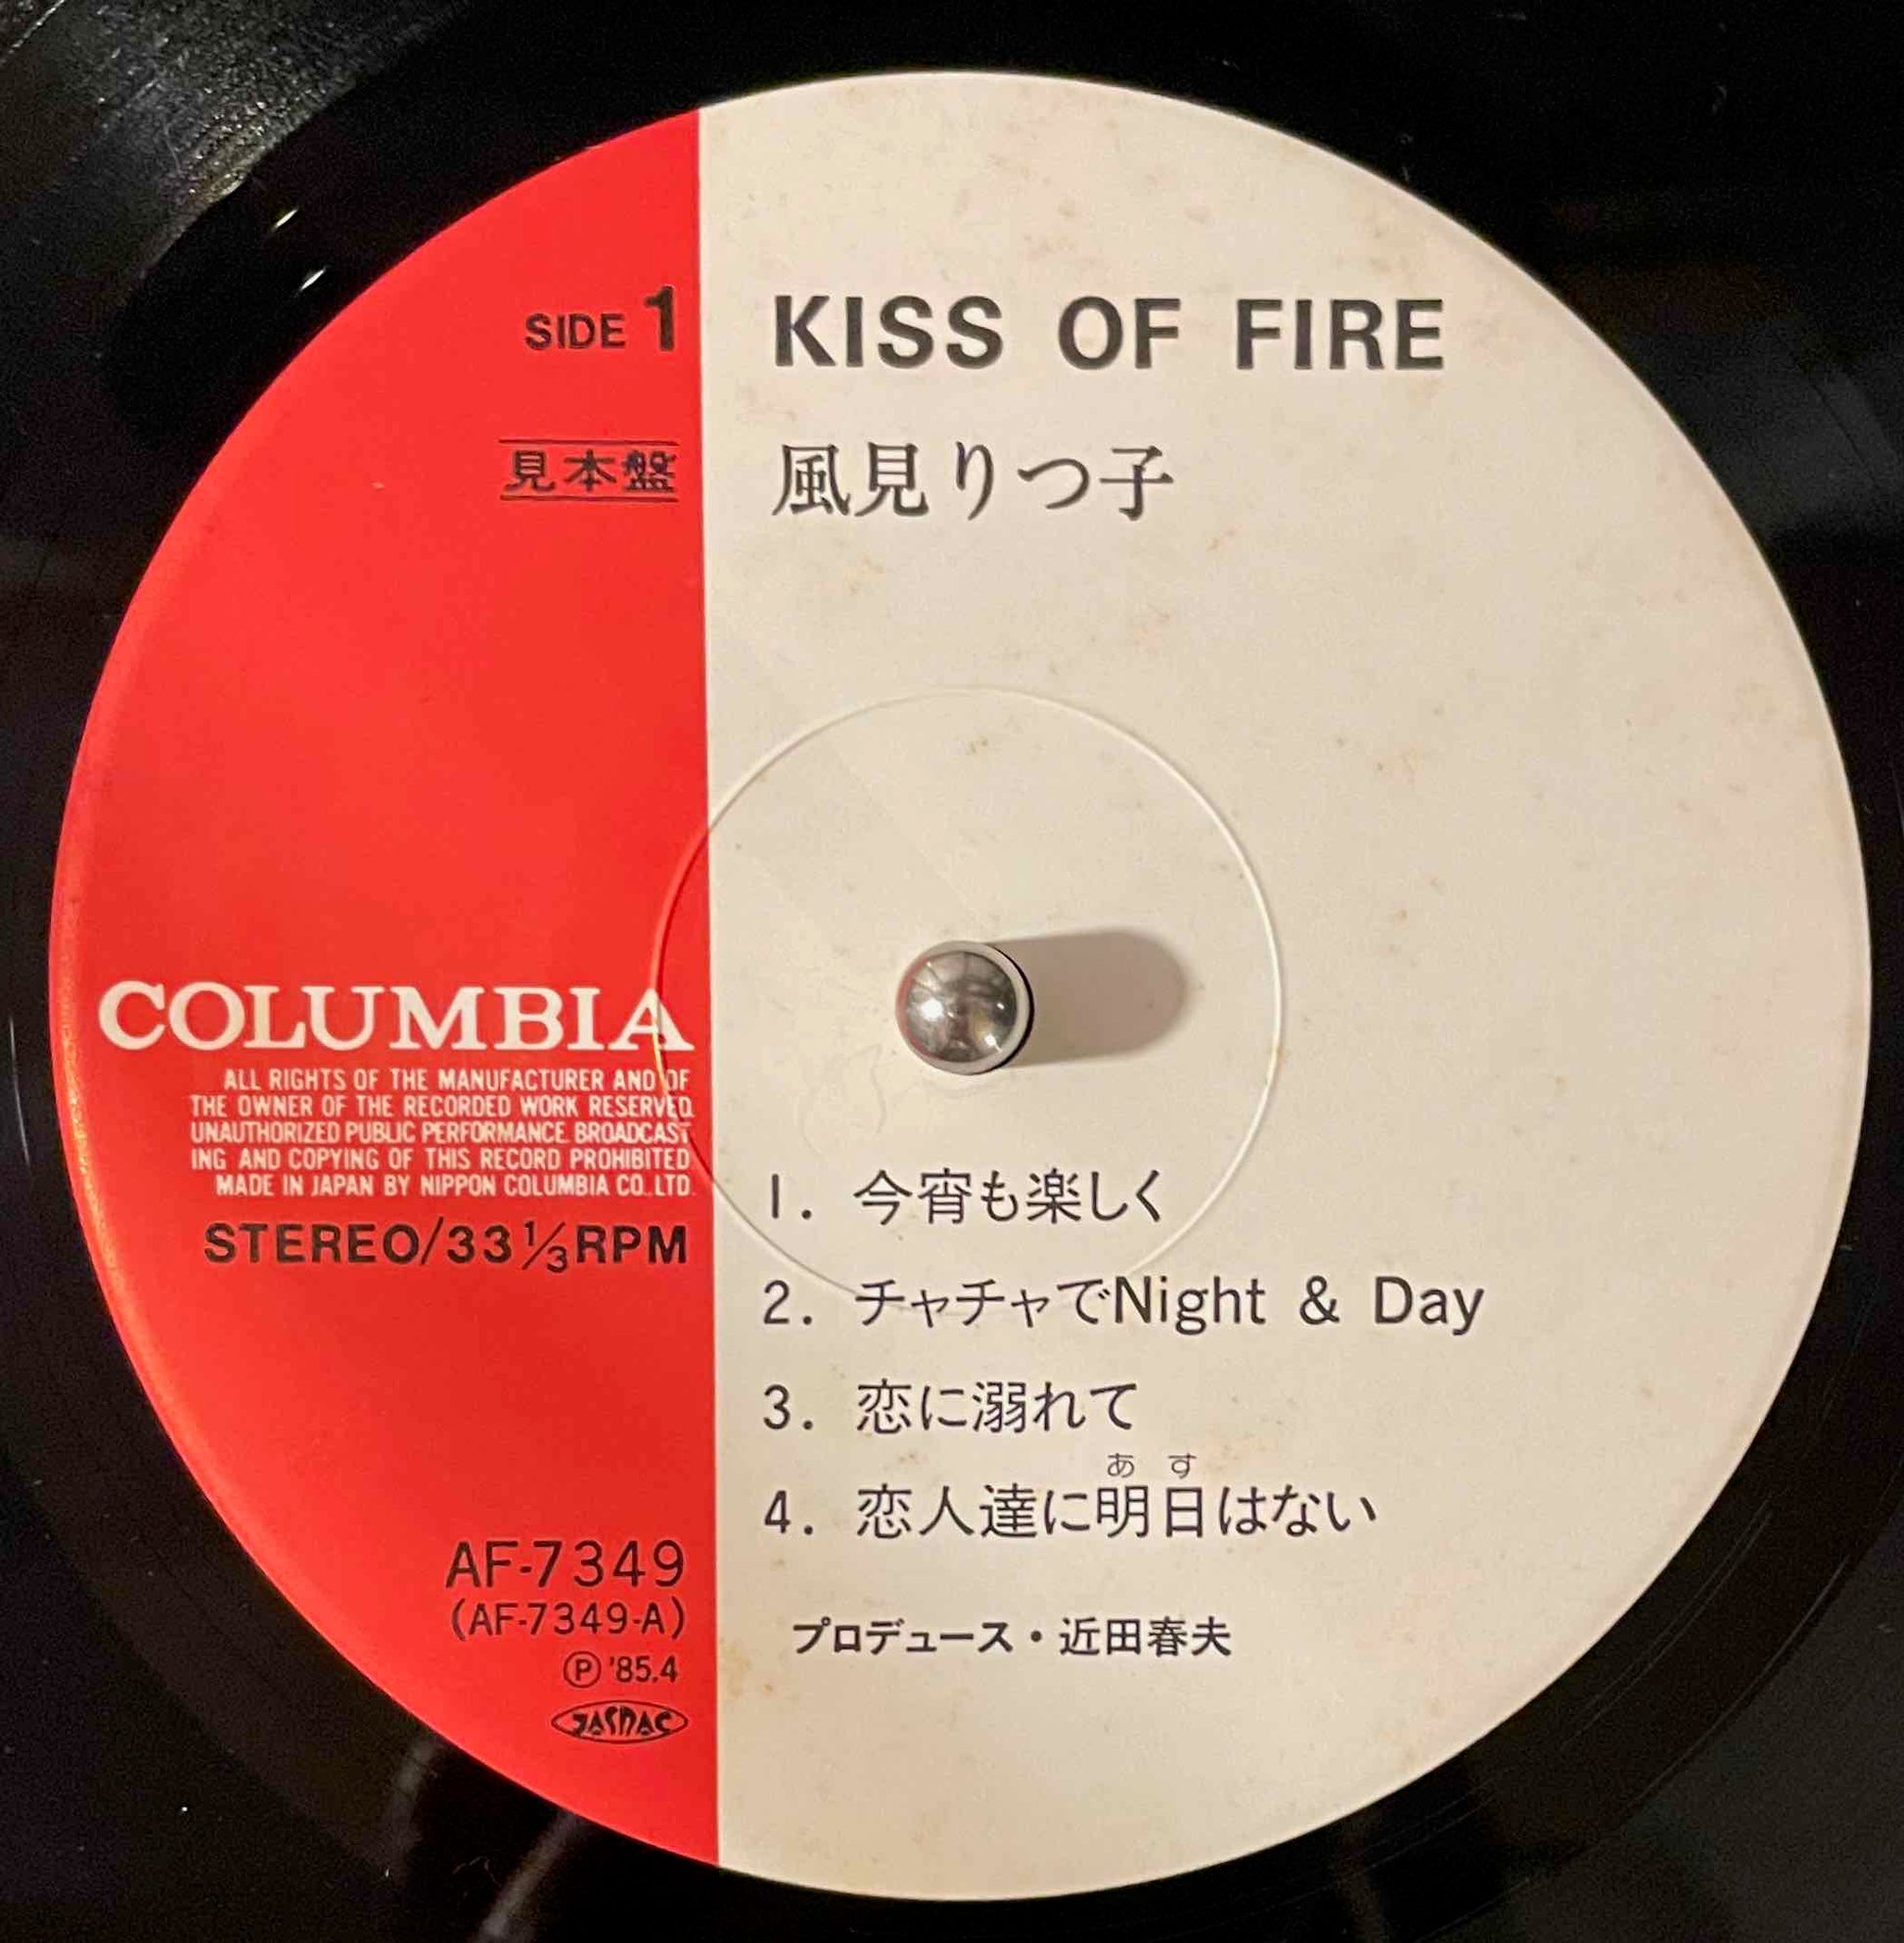 SIDE 1
KISS OF FIRE
見本盤
風見りつ子
COLUMBIA
ALL RIGHTS OF THE MANUFACTURER AND OF
THE OWNER OF THE RECORDED WORK RESERVED.
UNAUTHORIZED PUBLIC PERFORMANCE. BROADCAST
ING AND COPYING OF THIS RECORD PROHIBITED
MADE IN JAPAN BY NIPPON COLUMBIA CO., LTD.
STEREO/33⅓RPM
1. 今宵も楽しく
2. チャチャでNight & Day
3. 恋に溺れて
あす
4. 恋人達に明日はない
プロデュース・近田春夫
AF-7349
(AF-7349-A)
Ⓟ '85.4
JASRAC